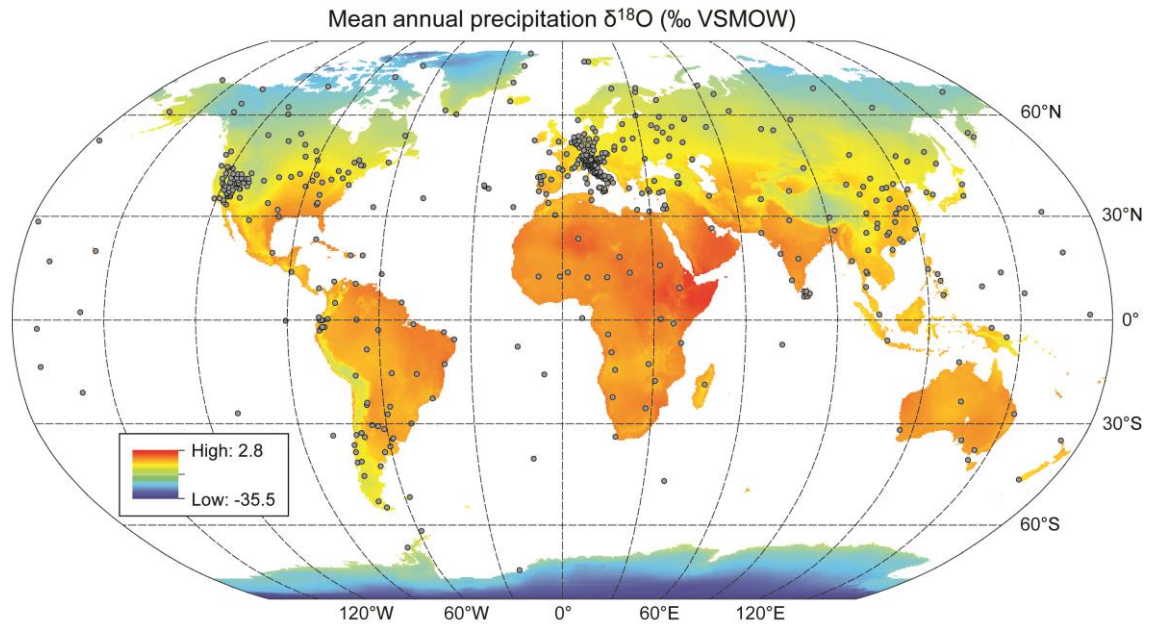 Mean annual precipitation δ¹⁸O (‰ VSMOW)
60°N
30°N
0°
30°S
High: 2.8
Low: -35.5
60°S
120°W 60°W 0° 60°E 120°E